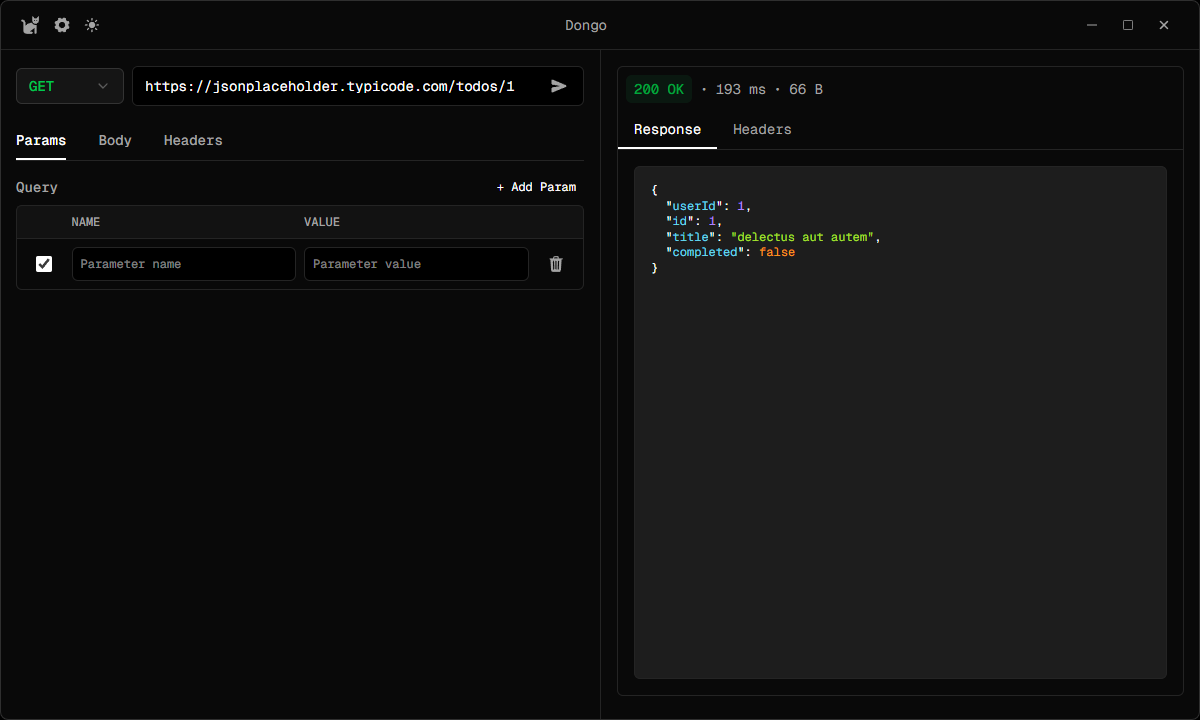 Dongo
GET
https://jsonplaceholder.typicode.com/todos/1
Params Body Headers
Query
+ Add Param
NAME VALUE
Parameter name Parameter value
200 OK · 193 ms · 66 B
Response Headers
{
  "userId": 1,
  "id": 1,
  "title": "delectus aut autem",
  "completed": false
}